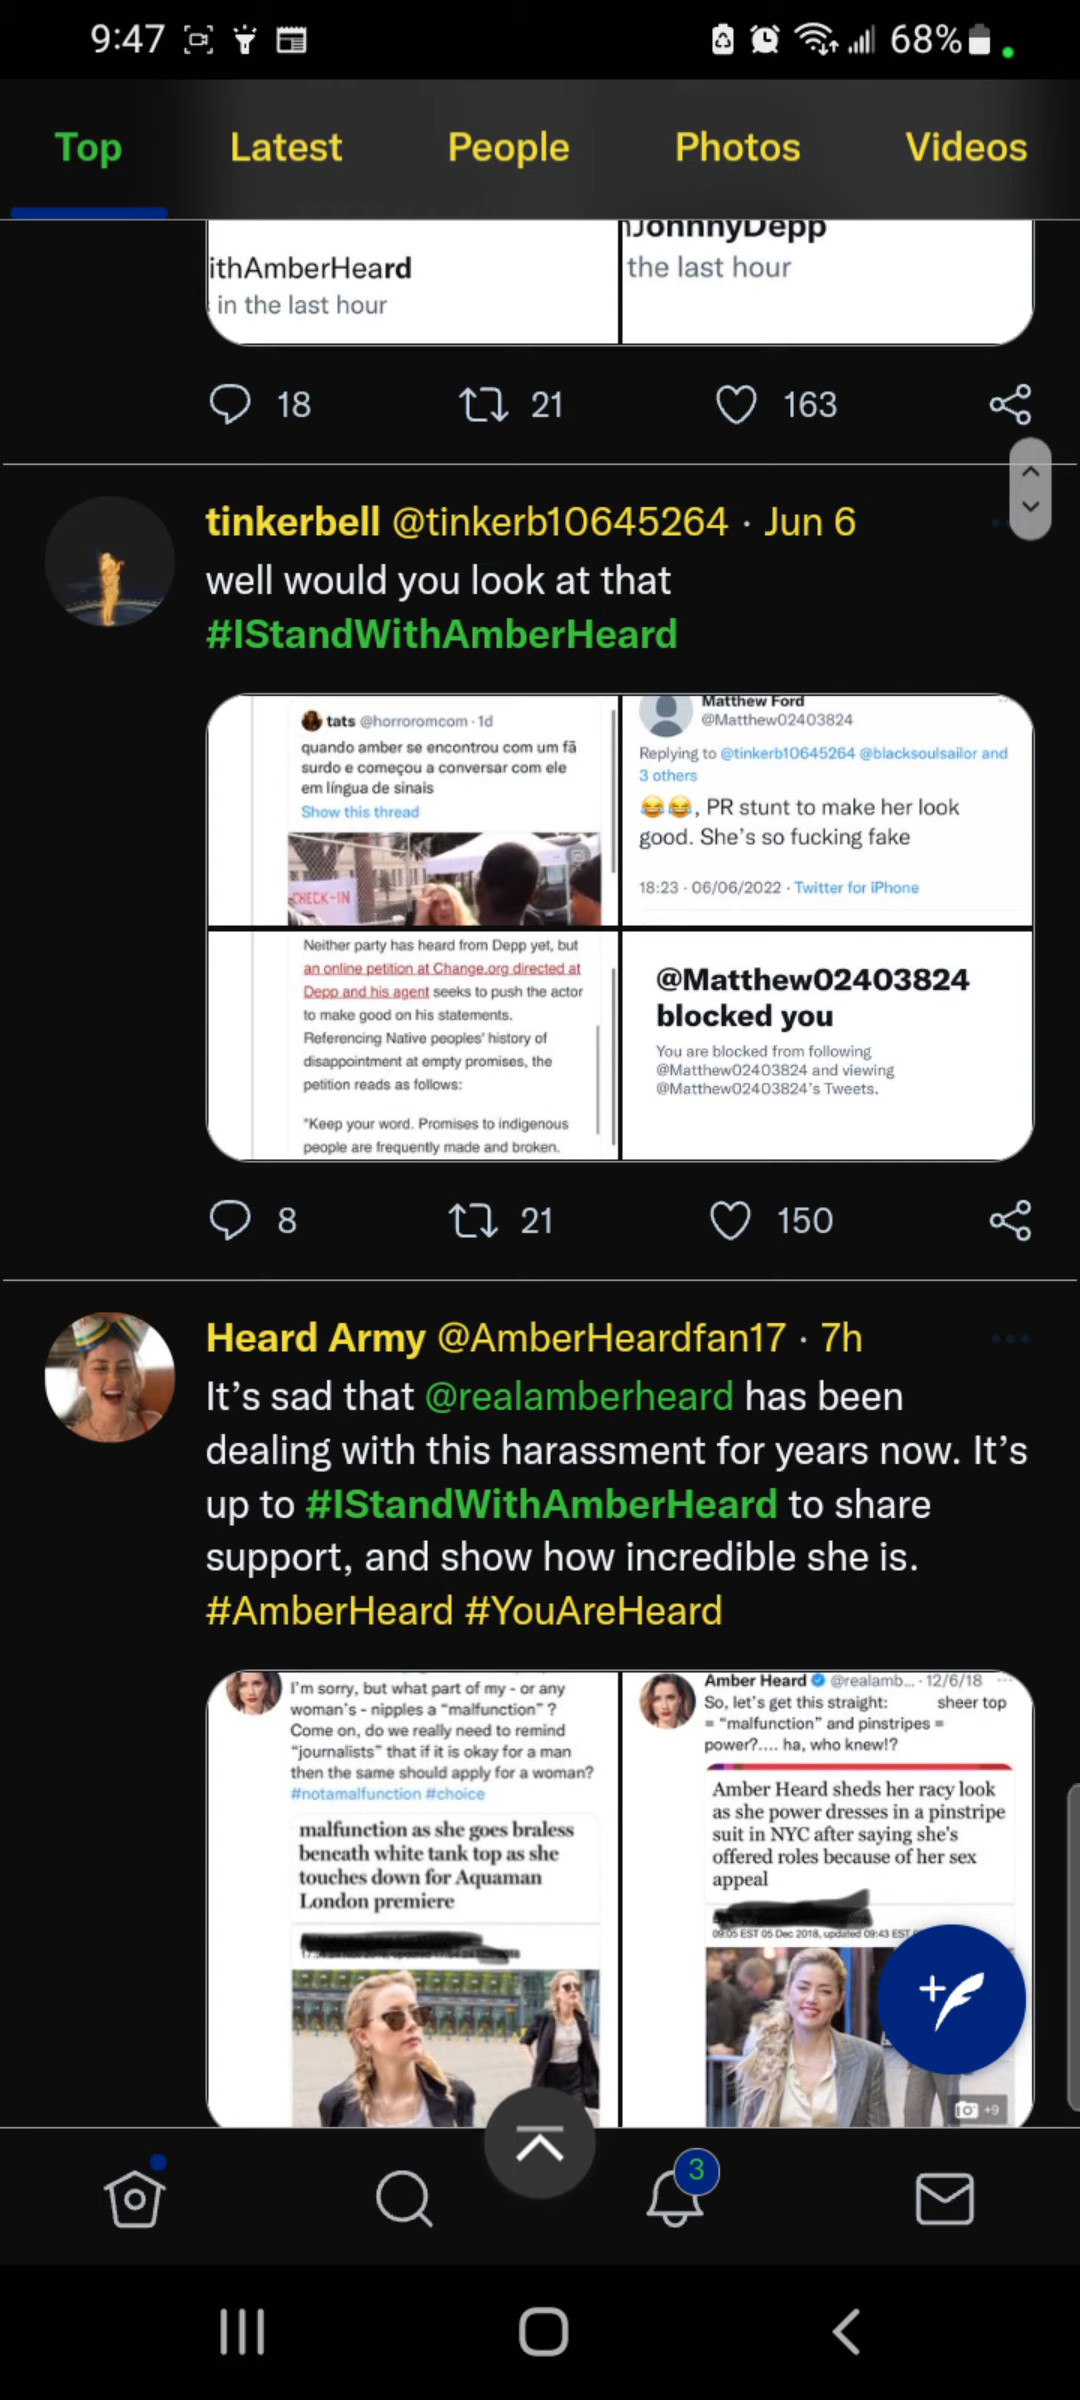 9:47
68%
Top Latest People Photos Videos
ithAmberHeard
in the last hour
JohnnyDepp
the last hour
18 21 163
tinkerbell @tinkerb10645264 · Jun 6
well would you look at that
#IStandWithAmberHeard
tats @horroromcom · 1d
quando amber se encontrou com um fã
surdo e começou a conversar com ele
em língua de sinais
Show this thread
CHECK-IN
Matthew Ford
@Matthew02403824
Replying to @tinkerb10645264 @blacksoulsailor and
3 others
😂😂, PR stunt to make her look
good. She's so fucking fake
18:23 · 06/06/2022 · Twitter for iPhone
Neither party has heard from Depp yet, but
an online petition at Change.org directed at
Depp and his agent seeks to push the actor
to make good on his statements.
Referencing Native peoples' history of
disappointment at empty promises, the
petition reads as follows:
"Keep your word. Promises to indigenous
people are frequently made and broken.
@Matthew02403824
blocked you
You are blocked from following
@Matthew02403824 and viewing
@Matthew02403824's Tweets.
8 21 150
Heard Army @AmberHeardfan17 · 7h
It's sad that @realamberheard has been
dealing with this harassment for years now. It's
up to #IStandWithAmberHeard to share
support, and show how incredible she is.
#AmberHeard #YouAreHeard
I'm sorry, but what part of my - or any
woman's - nipples a "malfunction" ?
Come on, do we really need to remind
"journalists" that if it is okay for a man
then the same should apply for a woman?
#notamalfunction #choice
malfunction as she goes braless
beneath white tank top as she
touches down for Aquaman
London premiere
Amber Heard @realamb... · 12/6/18
So, let's get this straight: sheer top
= "malfunction" and pinstripes =
power?.... ha, who knew!?
Amber Heard sheds her racy look
as she power dresses in a pinstripe
suit in NYC after saying she's
offered roles because of her sex
appeal
09:05 EST 05 Dec 2018, updated 09:43 EST
+9
3